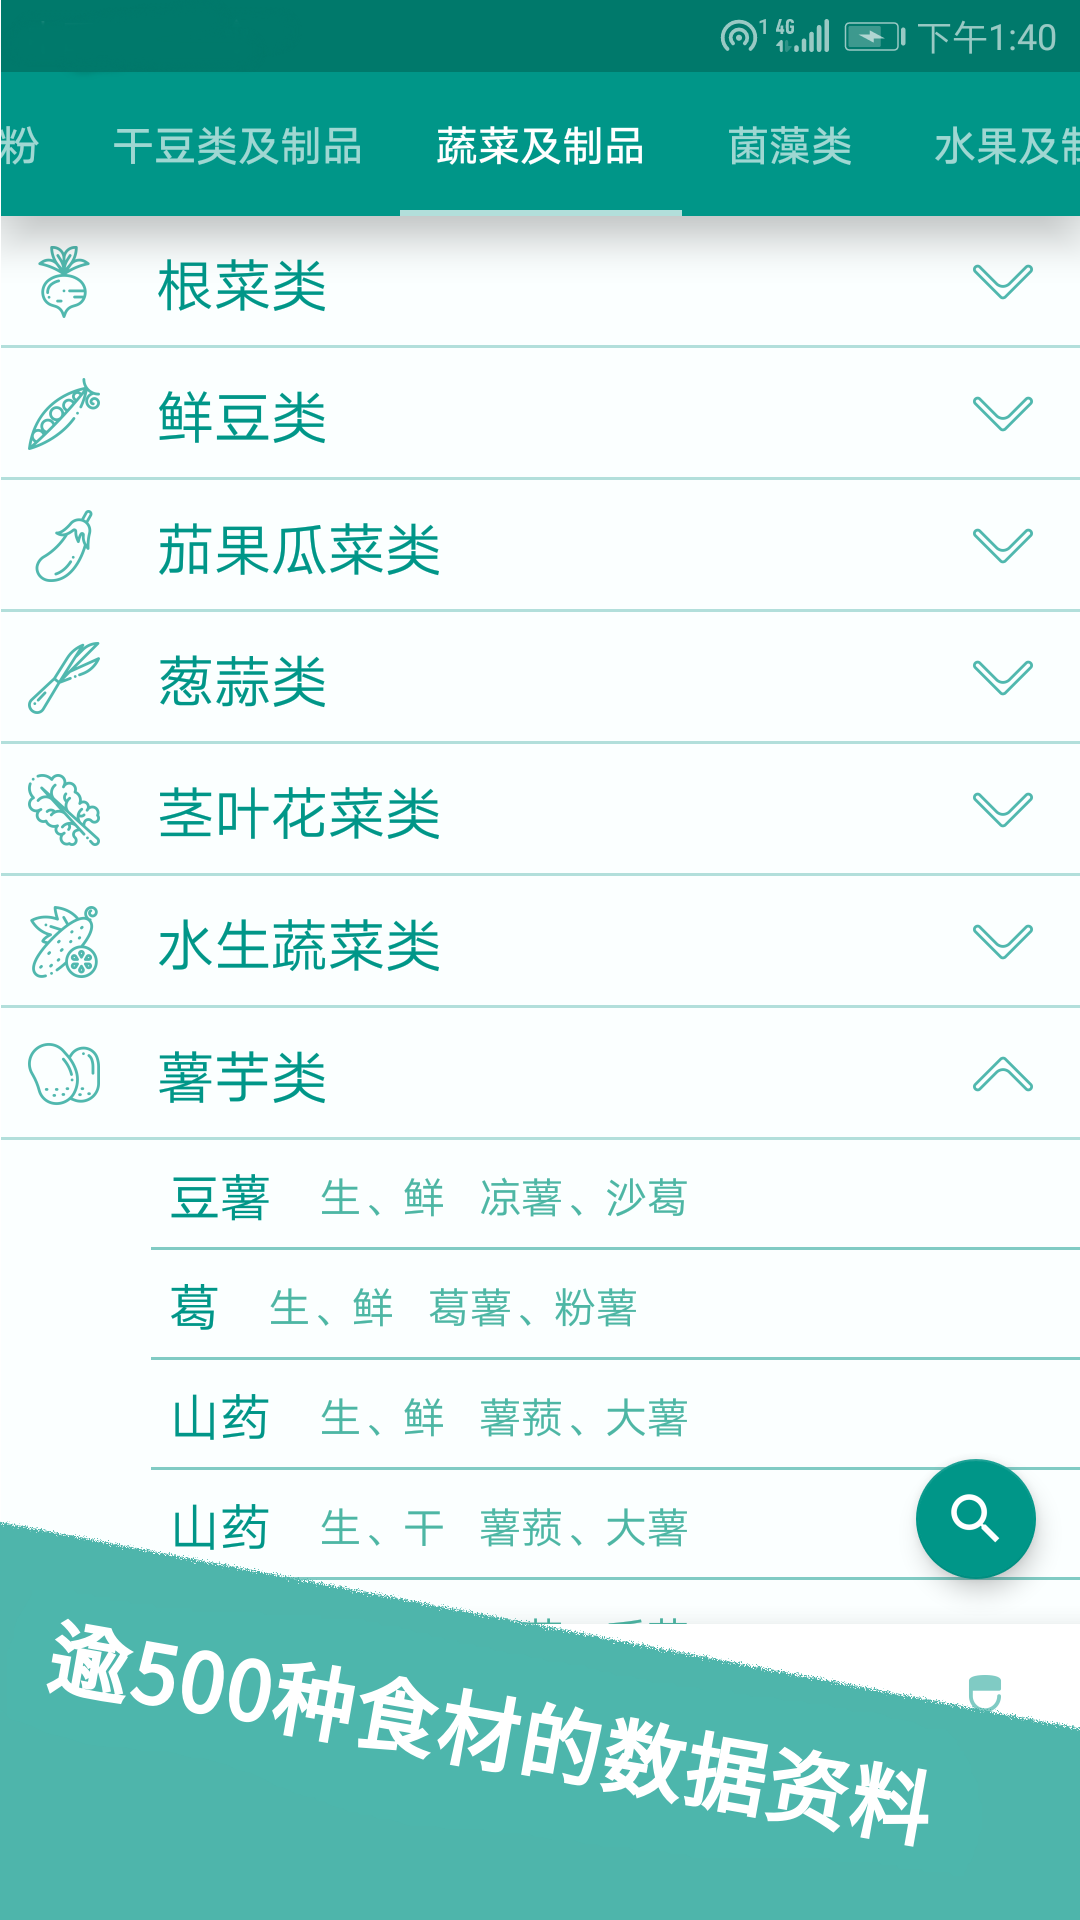 1 4G 下午1:40
粉 干豆类及制品 蔬菜及制品 菌藻类 水果及制
根菜类
鲜豆类
茄果瓜菜类
葱蒜类
茎叶花菜类
水生蔬菜类
薯芋类
豆薯 生、鲜 凉薯、沙葛
葛 生、鲜 葛薯、粉薯
山药 生、鲜 薯蓣、大薯
山药 生、干 薯蓣、大薯
逾500种食材的数据资料